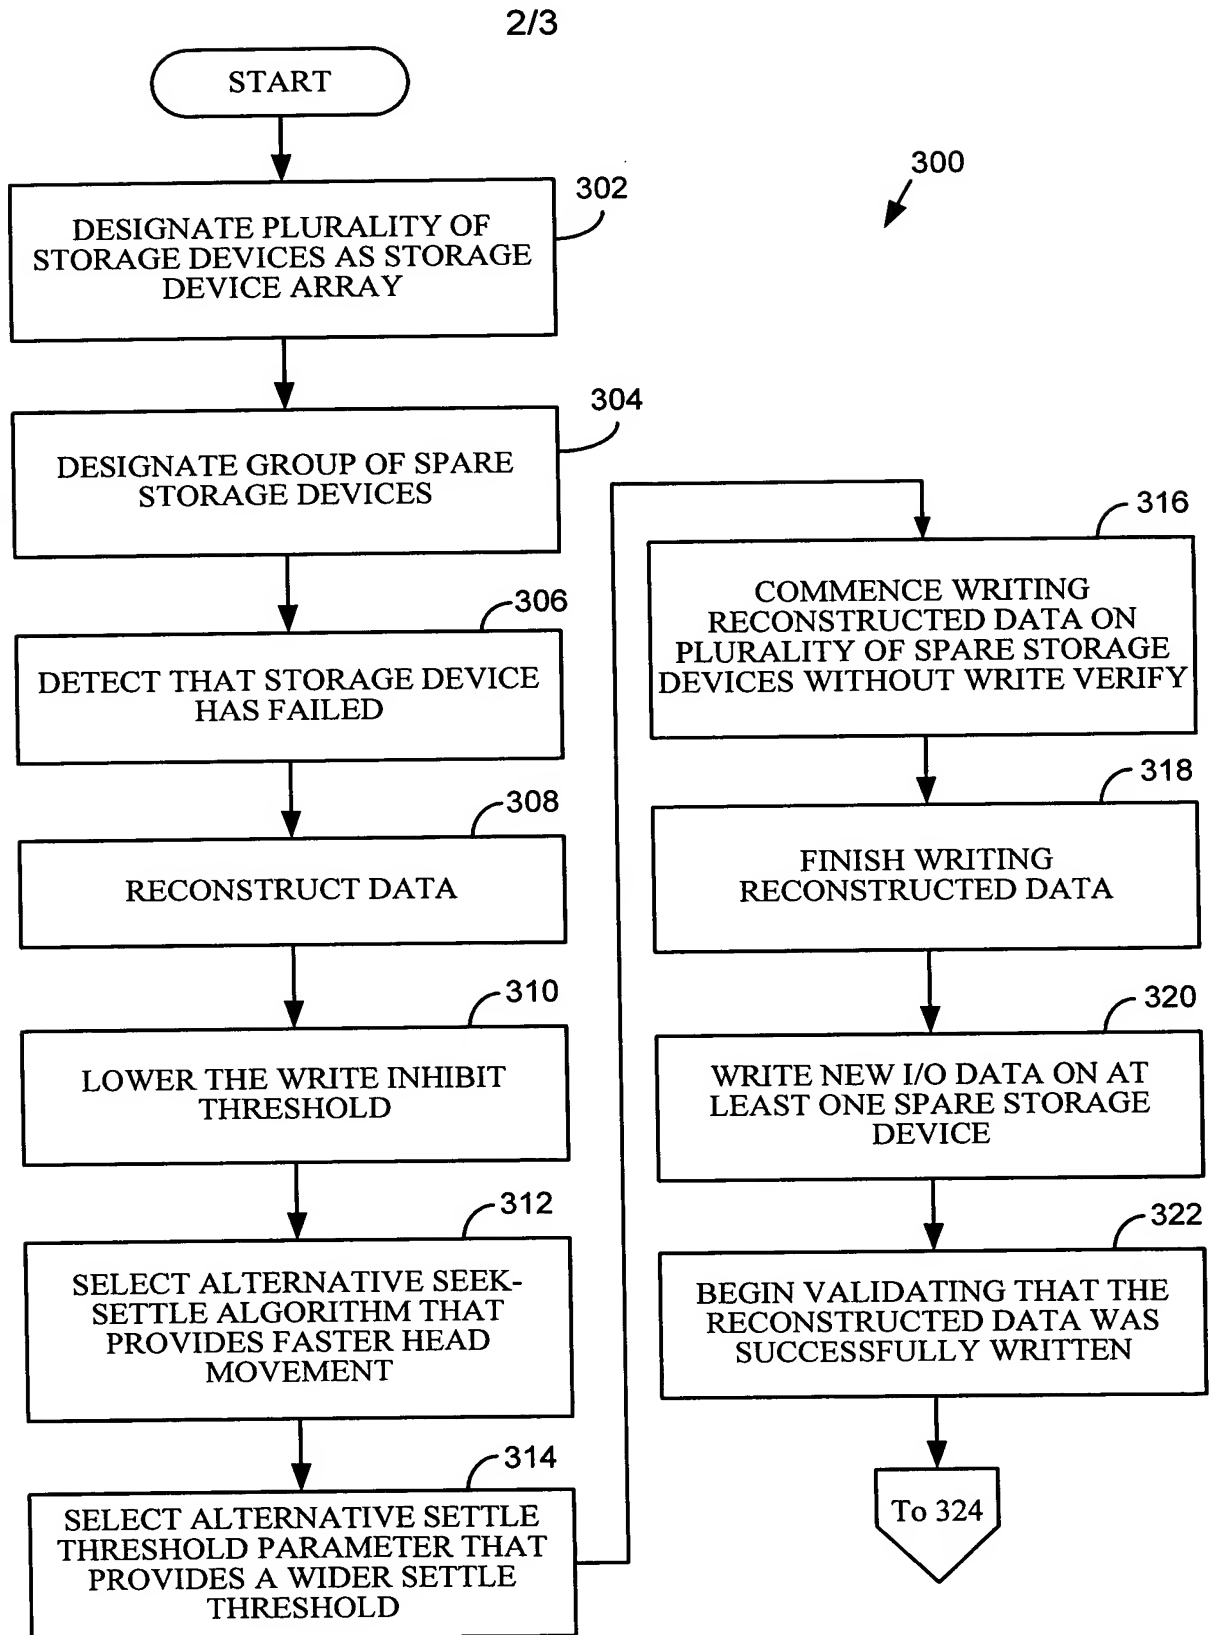 2/3
START
300
302
DESIGNATE PLURALITY OF
STORAGE DEVICES AS STORAGE
DEVICE ARRAY
304
DESIGNATE GROUP OF SPARE
STORAGE DEVICES
306
DETECT THAT STORAGE DEVICE
HAS FAILED
308
RECONSTRUCT DATA
310
LOWER THE WRITE INHIBIT
THRESHOLD
312
SELECT ALTERNATIVE SEEK-
SETTLE ALGORITHM THAT
PROVIDES FASTER HEAD
MOVEMENT
314
SELECT ALTERNATIVE SETTLE
THRESHOLD PARAMETER THAT
PROVIDES A WIDER SETTLE
THRESHOLD
316
COMMENCE WRITING
RECONSTRUCTED DATA ON
PLURALITY OF SPARE STORAGE
DEVICES WITHOUT WRITE VERIFY
318
FINISH WRITING
RECONSTRUCTED DATA
320
WRITE NEW I/O DATA ON AT
LEAST ONE SPARE STORAGE
DEVICE
322
BEGIN VALIDATING THAT THE
RECONSTRUCTED DATA WAS
SUCCESSFULLY WRITTEN
To 324